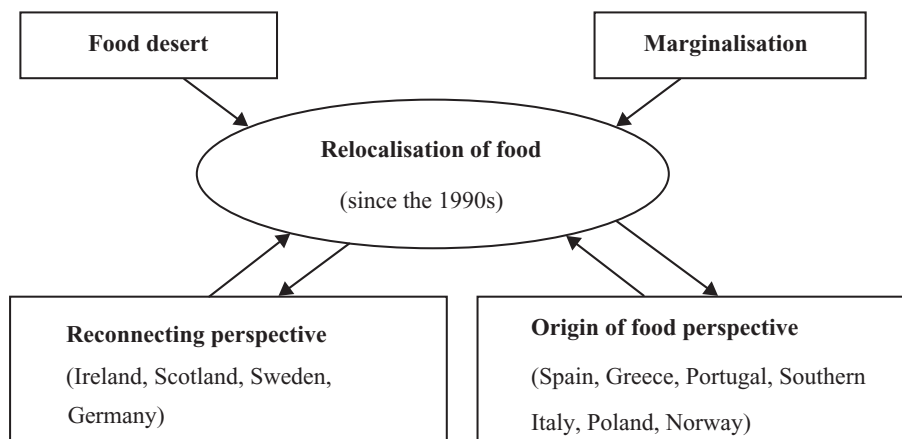 Food desert
Marginalisation
Relocalisation of food
(since the 1990s)
Reconnecting perspective
(Ireland, Scotland, Sweden,
Germany)
Origin of food perspective
(Spain, Greece, Portugal, Southern
Italy, Poland, Norway)